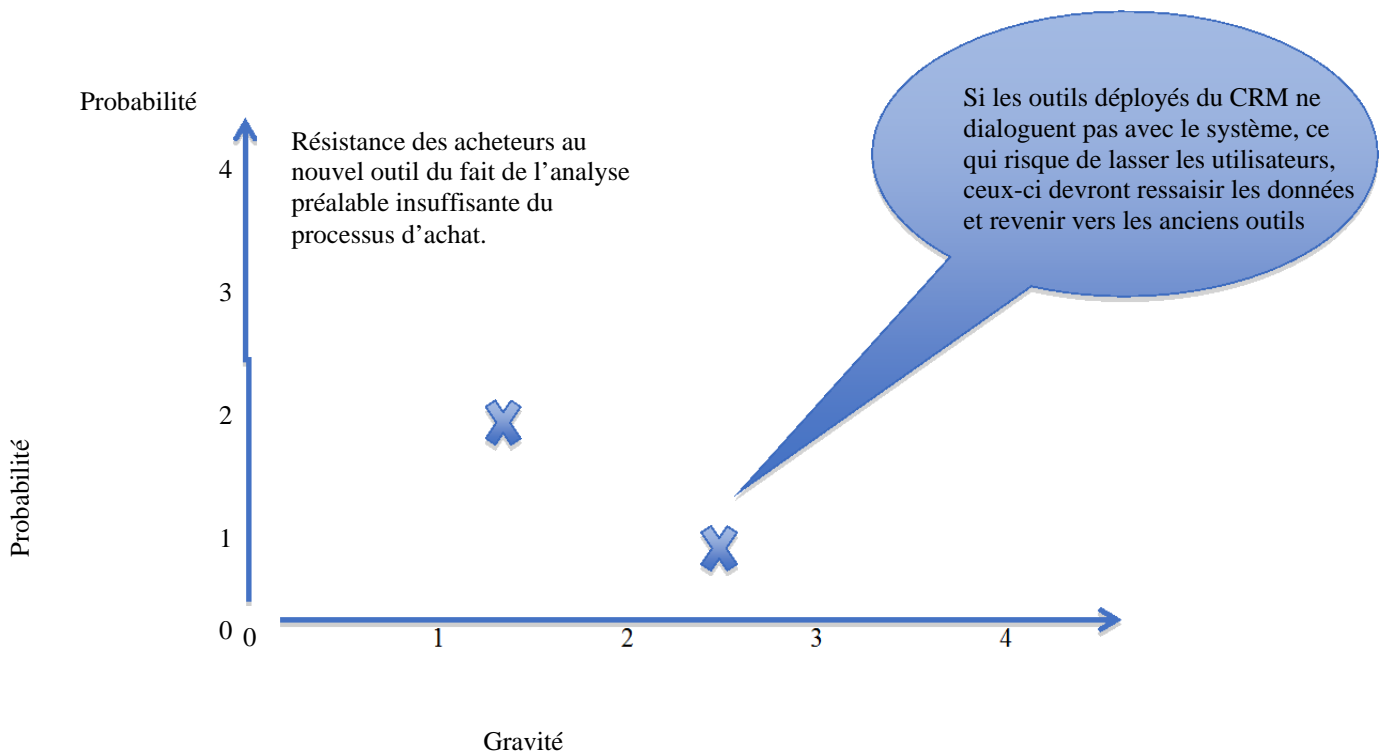 Probabilité
Si les outils déployés du CRM ne
dialoguent pas avec le système, ce
qui risque de lasser les utilisateurs,
ceux-ci devront ressaisir les données
et revenir vers les anciens outils
Résistance des acheteurs au
nouvel outil du fait de l’analyse
préalable insuffisante du
processus d’achat.
4
3
2
1
0
Probabilité
0 1 2 3 4
Gravité